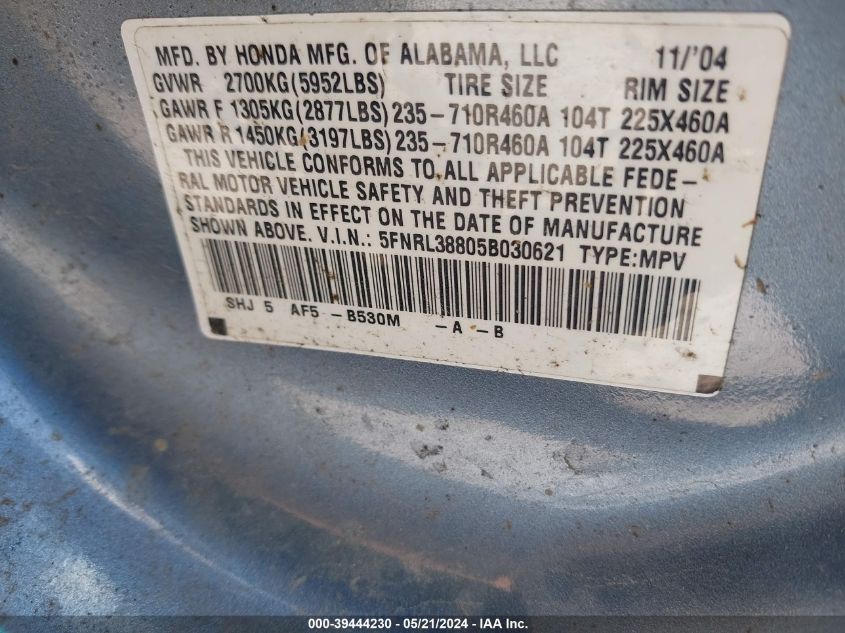 MFD. BY HONDA MFG. OF ALABAMA, LLC 11/'04
GVWR 2700KG(5952LBS) TIRE SIZE RIM SIZE
GAWR F 1305KG(2877LBS)235-710R460A 104T 225X460A
GAWR R 1450KG(3197LBS)235-710R460A 104T 225X460A
THIS VEHICLE CONFORMS TO ALL APPLICABLE FEDE-
RAL MOTOR VEHICLE SAFETY AND THEFT PREVENTION
STANDARDS IN EFFECT ON THE DATE OF MANUFACTURE
SHOWN ABOVE. V.I.N.: 5FNRL38805B030621 TYPE:MPV
SHJ 5 AF5 -B530M -A -B
000-39444230 - 05/21/2024 - IAAI Inc.